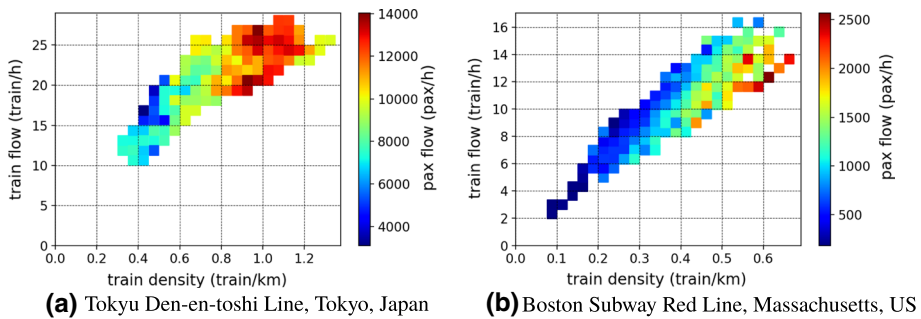 25
20
15
10
5
0
0.0 0.2 0.4 0.6 0.8 1.0 1.2
train flow (train/h)
train density (train/km)
14000
12000
10000
8000
6000
4000
pax flow (pax/h)
(a) Tokyu Den-en-toshi Line, Tokyo, Japan
16
14
12
10
8
6
4
2
0
0.0 0.1 0.2 0.3 0.4 0.5 0.6
train flow (train/h)
train density (train/km)
2500
2000
1500
1000
500
pax flow (pax/h)
(b) Boston Subway Red Line, Massachusetts, US